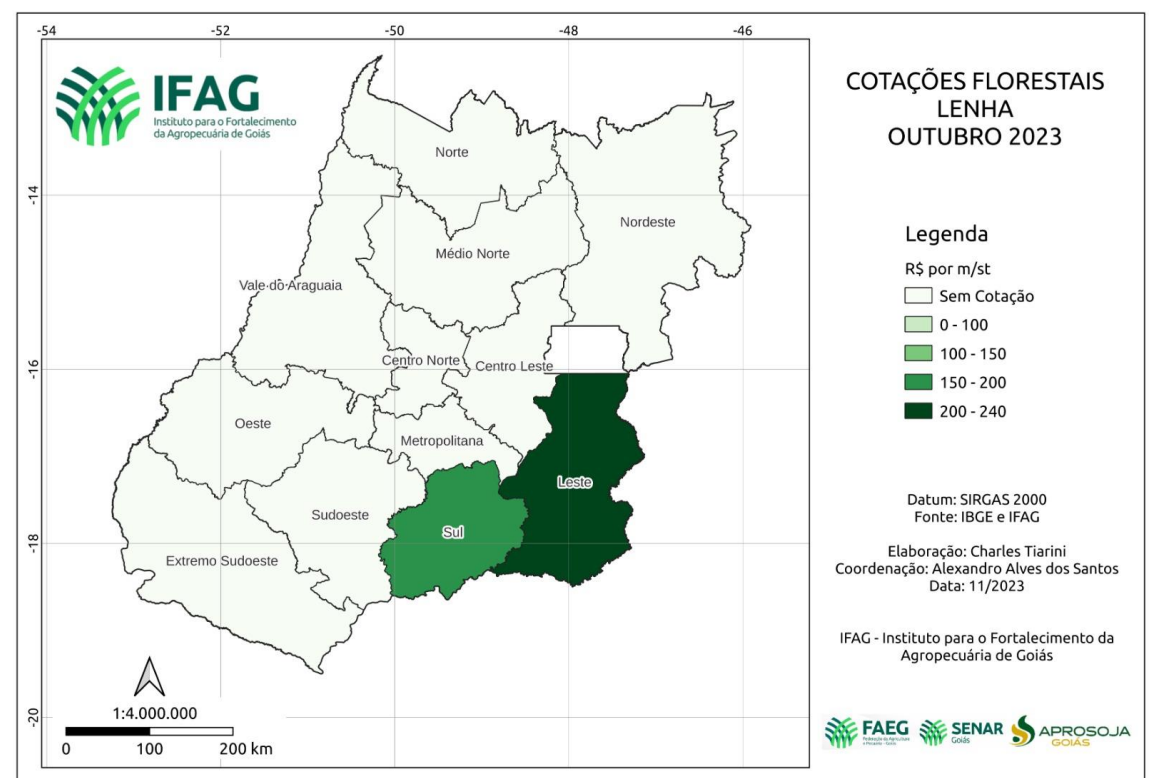 -54
-52
-50
-48
-46
IFAG
Instituto para o Fortalecimento
da Agropecuária de Goiás
COTAÇÕES FLORESTAIS
LENHA
OUTUBRO 2023
Norte
-14
Nordeste
Médio Norte
Vale do Araguaia
Legenda
R$ por m/st
Sem Cotação
0 - 100
100 - 150
150 - 200
200 - 240
Centro Norte
Centro Leste
-16
Oeste
Metropolitana
Leste
Sudoeste
Sul
-18
Extremo Sudoeste
Datum: SIRGAS 2000
Fonte: IBGE e IFAG
Elaboração: Charles Tiarini
Coordenação: Alexandro Alves dos Santos
Data: 11/2023
IFAG - Instituto para o Fortalecimento da
Agropecuária de Goiás
1:4.000.000
0 100 200 km
-20
FAEG
SENAR
Goiás
APROSOJA
GOIÁS